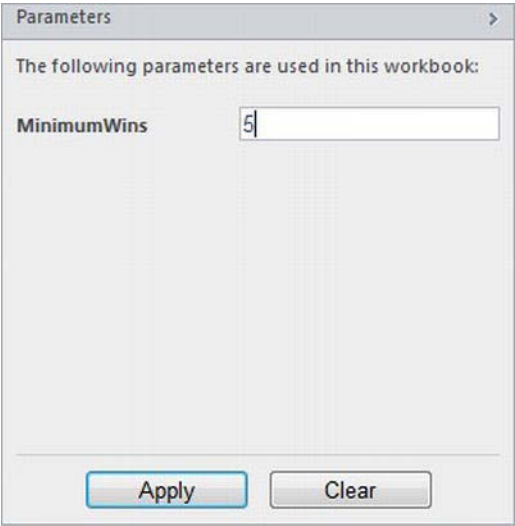 Parameters >
The following parameters are used in this workbook:
MinimumWins 5
Apply Clear